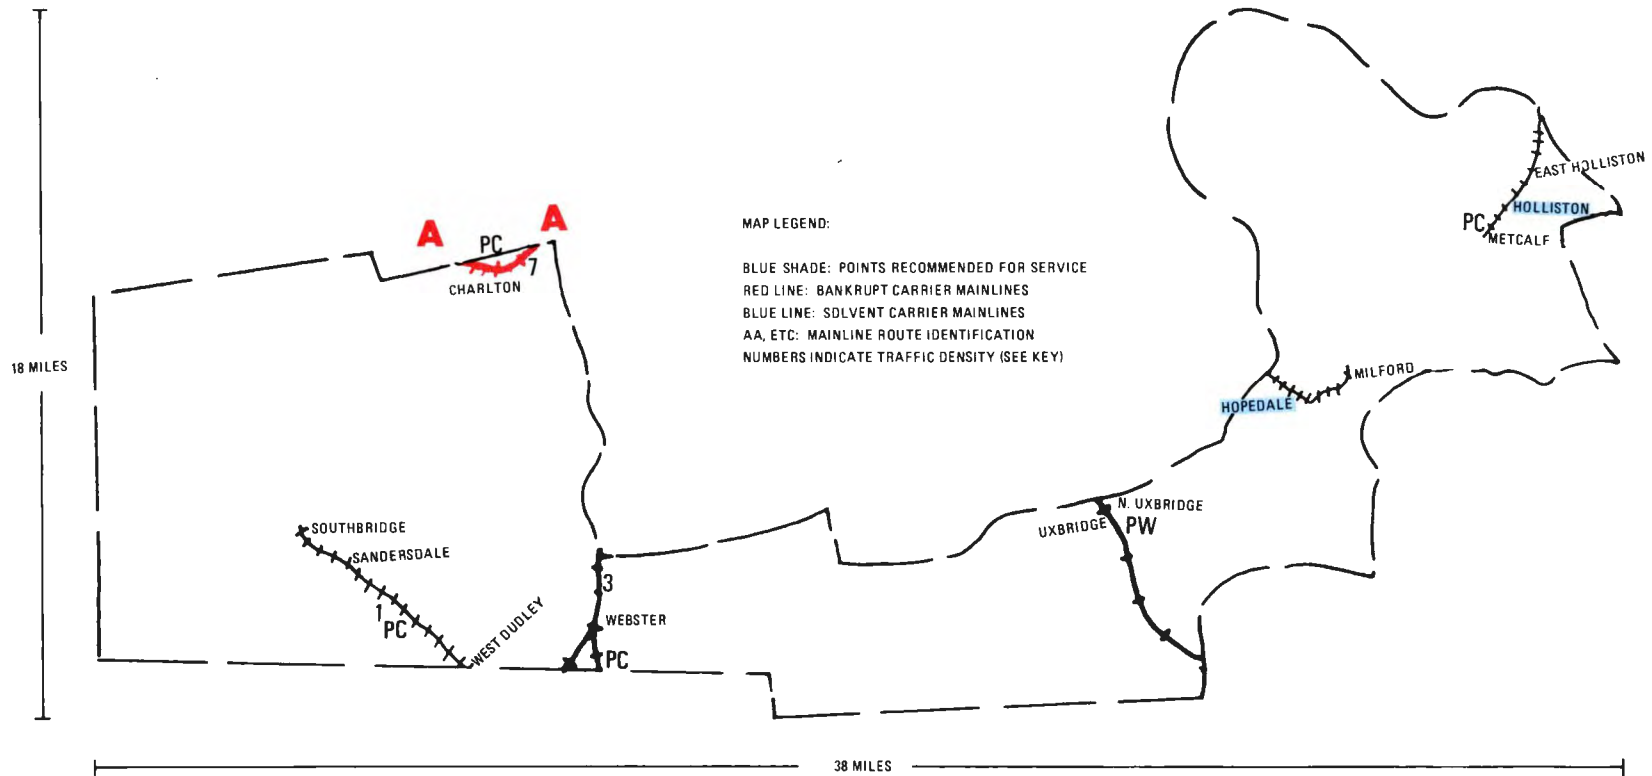 EAST HOLLISTON
HOLLISTON
PC
METCALF
A
A
PC
7
CHARLTON
MAP LEGEND:
BLUE SHADE: POINTS RECOMMENDED FOR SERVICE
RED LINE: BANKRUPT CARRIER MAINLINES
BLUE LINE: SOLVENT CARRIER MAINLINES
AA, ETC: MAINLINE ROUTE IDENTIFICATION
NUMBERS INDICATE TRAFFIC DENSITY (SEE KEY)
18 MILES
MILFORD
HOPEDALE
N. UXBRIDGE
UXBRIDGE
PW
SOUTHBRIDGE
SANDERSDALE
1
PC
WEST DUDLEY
3
WEBSTER
PC
38 MILES